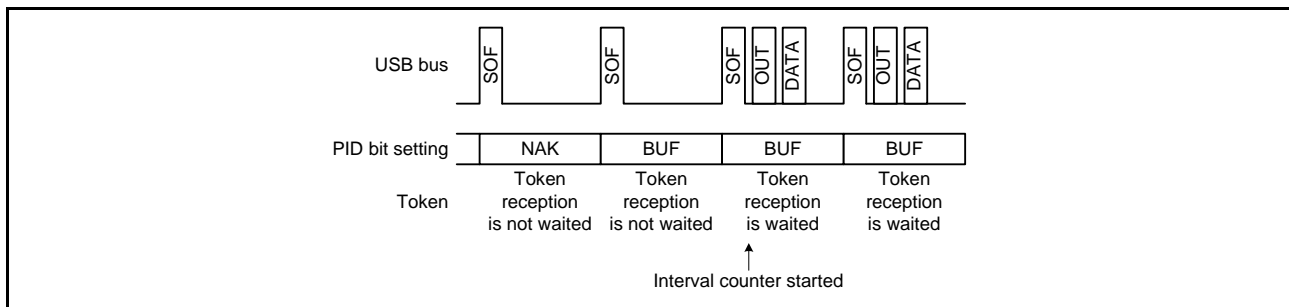 USB bus
SOF
SOF
SOF
OUT
DATA
SOF
OUT
DATA
PID bit setting
NAK
BUF
BUF
BUF
Token
Token
reception
is not waited
Token
reception
is not waited
Token
reception
is waited
Token
reception
is waited
Interval counter started